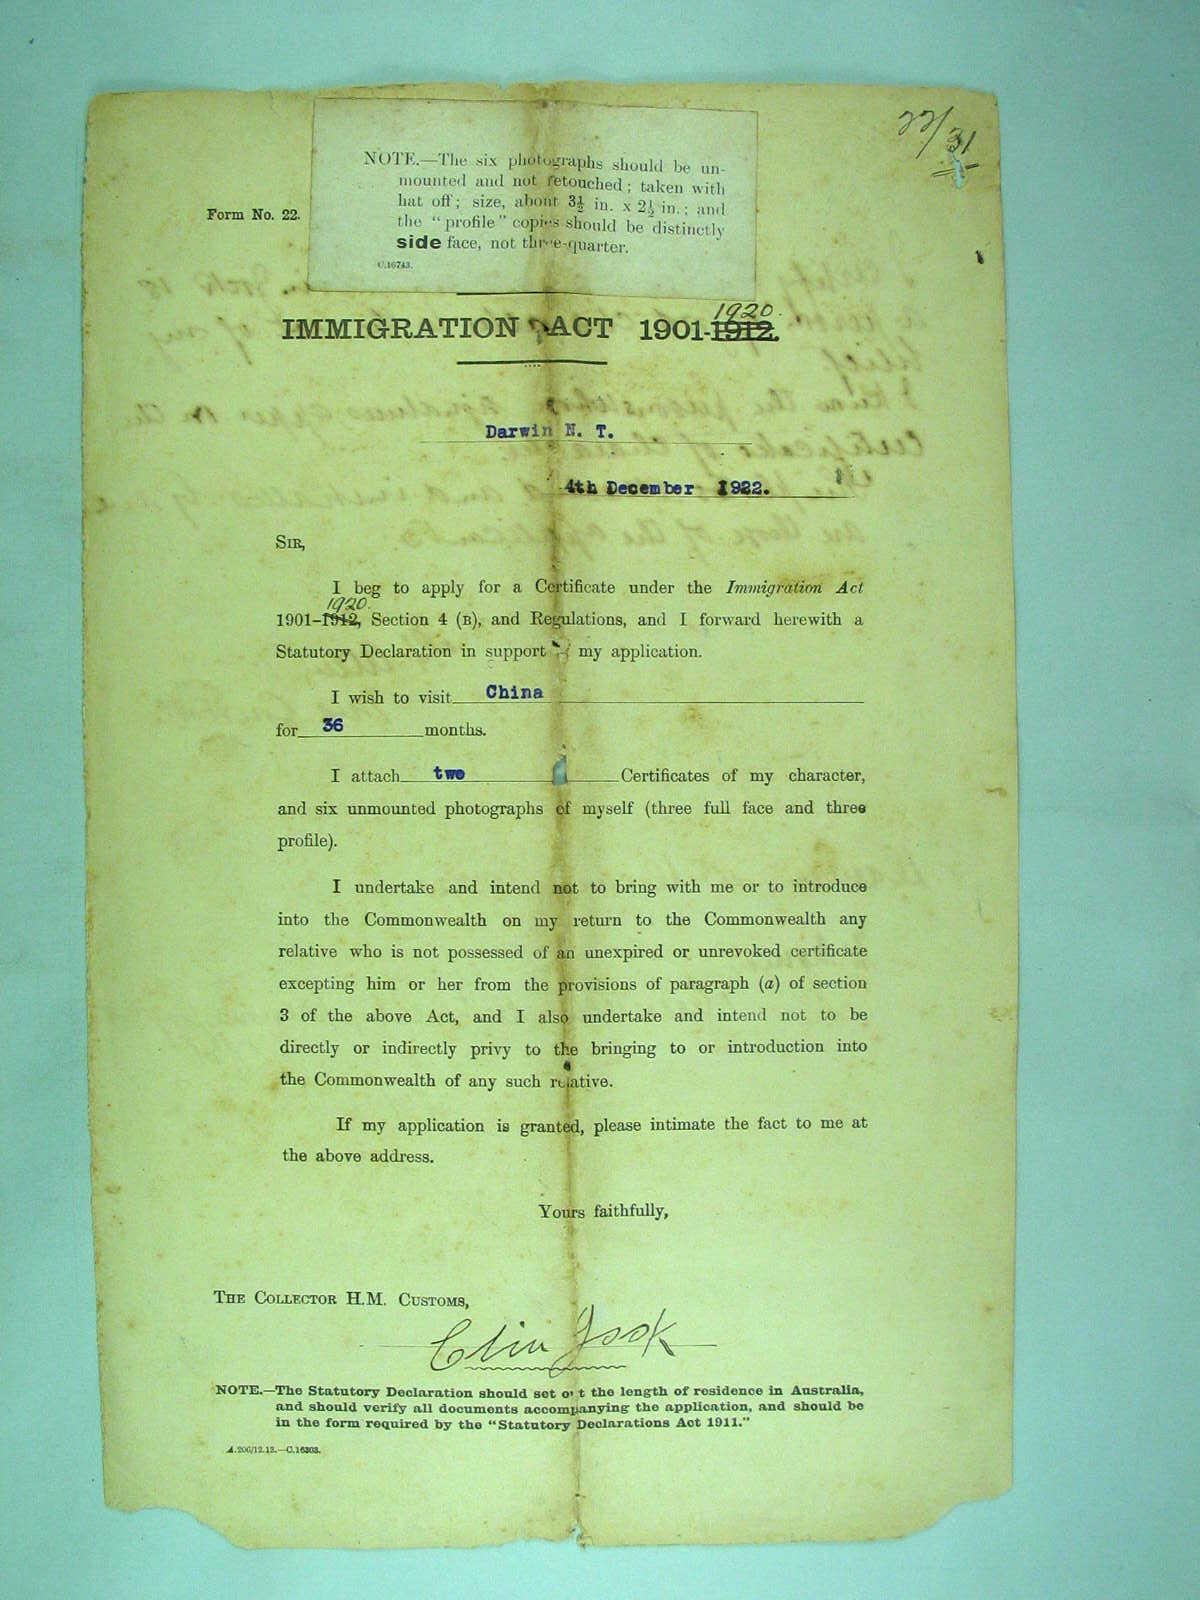 22/31
NOTE.—The six photographs should be un-
mounted and not retouched; taken with
hat off; size, about 3½ in. x 2½ in.; and
the "profile" copies should be distinctly
side face, not three-quarter.
C.16743.
Form No. 22.
1920.
IMMIGRATION ACT 1901-1912.
Darwin N. T.
4th December 1922.
SIR,
I beg to apply for a Certificate under the Immigration Act
1920.
1901–1912, Section 4 (B), and Regulations, and I forward herewith a
Statutory Declaration in support of my application.
I wish to visit China
for 36 months.
I attach two Certificates of my character,
and six unmounted photographs of myself (three full face and three
profile).
I undertake and intend not to bring with me or to introduce
into the Commonwealth on my return to the Commonwealth any
relative who is not possessed of an unexpired or unrevoked certificate
excepting him or her from the provisions of paragraph (a) of section
3 of the above Act, and I also undertake and intend not to be
directly or indirectly privy to the bringing to or introduction into
the Commonwealth of any such relative.
If my application is granted, please intimate the fact to me at
the above address.
Yours faithfully,
THE COLLECTOR H.M. CUSTOMS,
NOTE.—The Statutory Declaration should set out the length of residence in Australia,
and should verify all documents accompanying the application, and should be
in the form required by the "Statutory Declarations Act 1911."
A.200/12.13.—C.16303.